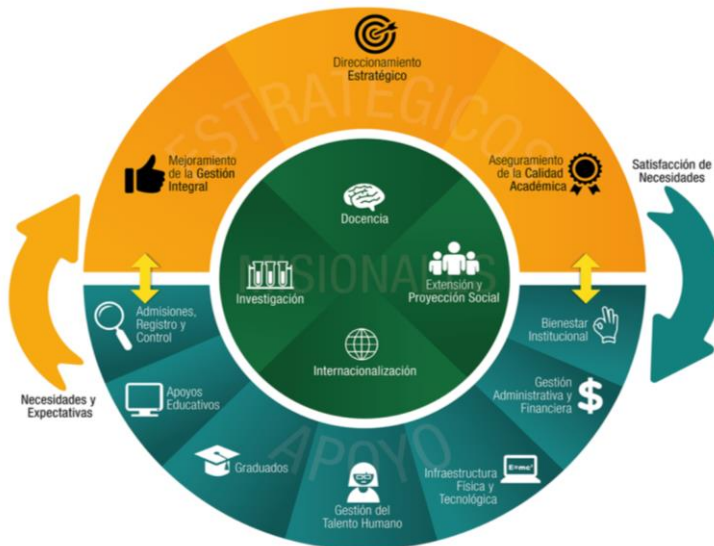 Direccionamiento
Estratégico
ESTRATÉGICOS
Mejoramiento
de la Gestión
Integral
Aseguramiento
de la Calidad
Académica
Satisfacción de
Necesidades
Docencia
MISIONALES
Investigación
Extensión y
Proyección Social
Internacionalización
Admisiones,
Registro y
Control
Bienestar
Institucional
Necesidades y
Expectativas
Apoyos
Educativos
Gestión
Administrativa y
Financiera
APOYO
Graduados
Gestión del
Talento Humano
Infraestructura
Física y
Tecnológica
E=mc²